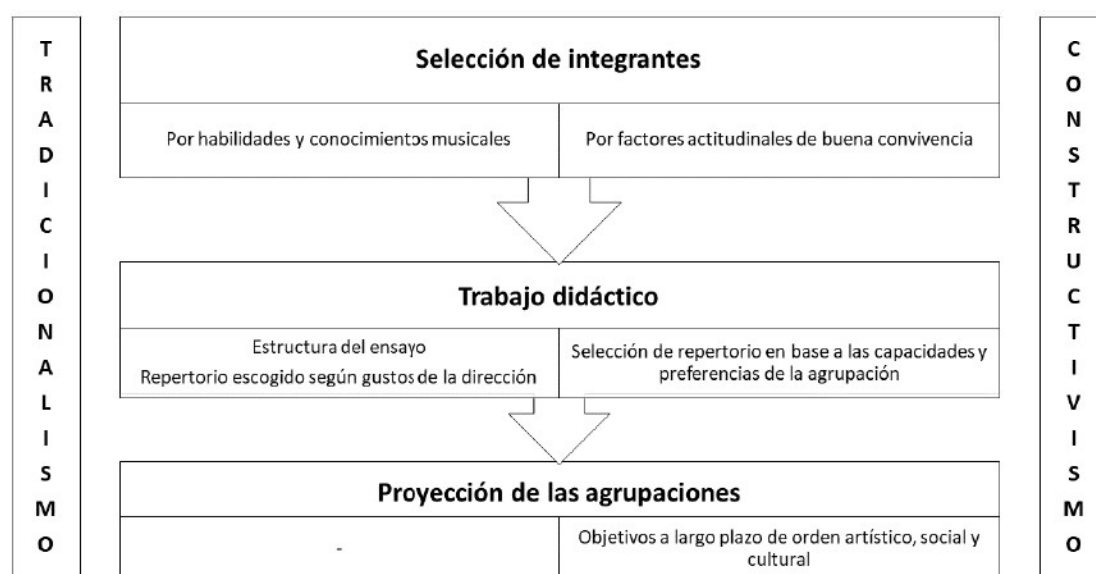 TRADICIONALISMO
Selección de integrantes
Por habilidades y conocimientos musicales
Por factores actitudinales de buena convivencia
Trabajo didáctico
Estructura del ensayo
Repertorio escogido según gustos de la dirección
Selección de repertorio en base a las capacidades y
preferencias de la agrupación
Proyección de las agrupaciones
-
Objetivos a largo plazo de orden artístico, social y
cultural
CONSTRUCTIVISMO